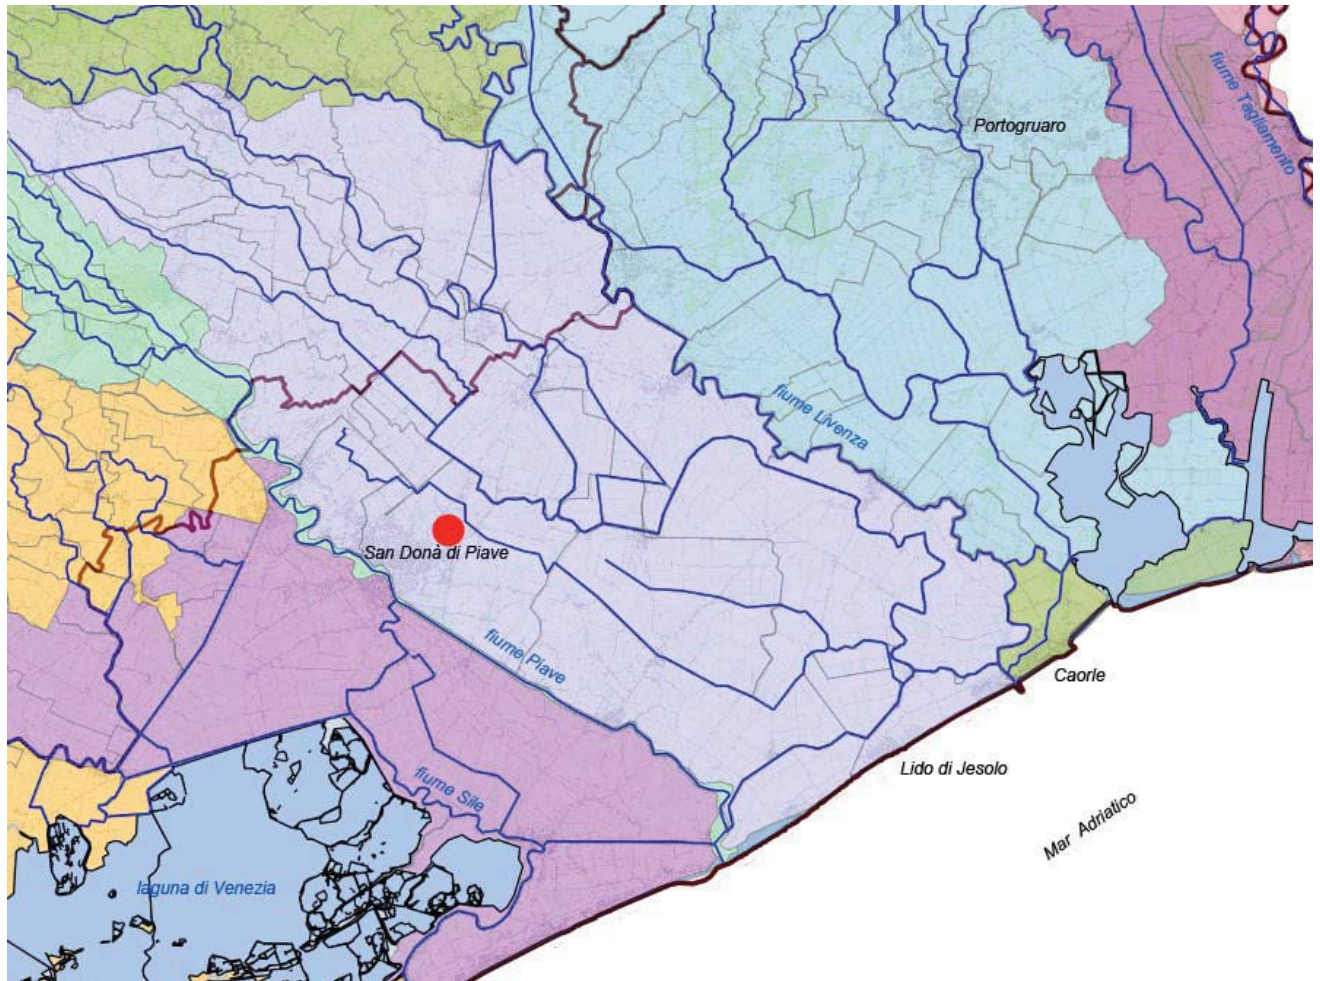 fiume Tagliamento
Portogruaro
fiume Livenza
San Donà di Piave
fiume Piave
Caorle
Lido di Jesolo
fiume Sile
Mar Adriatico
laguna di Venezia